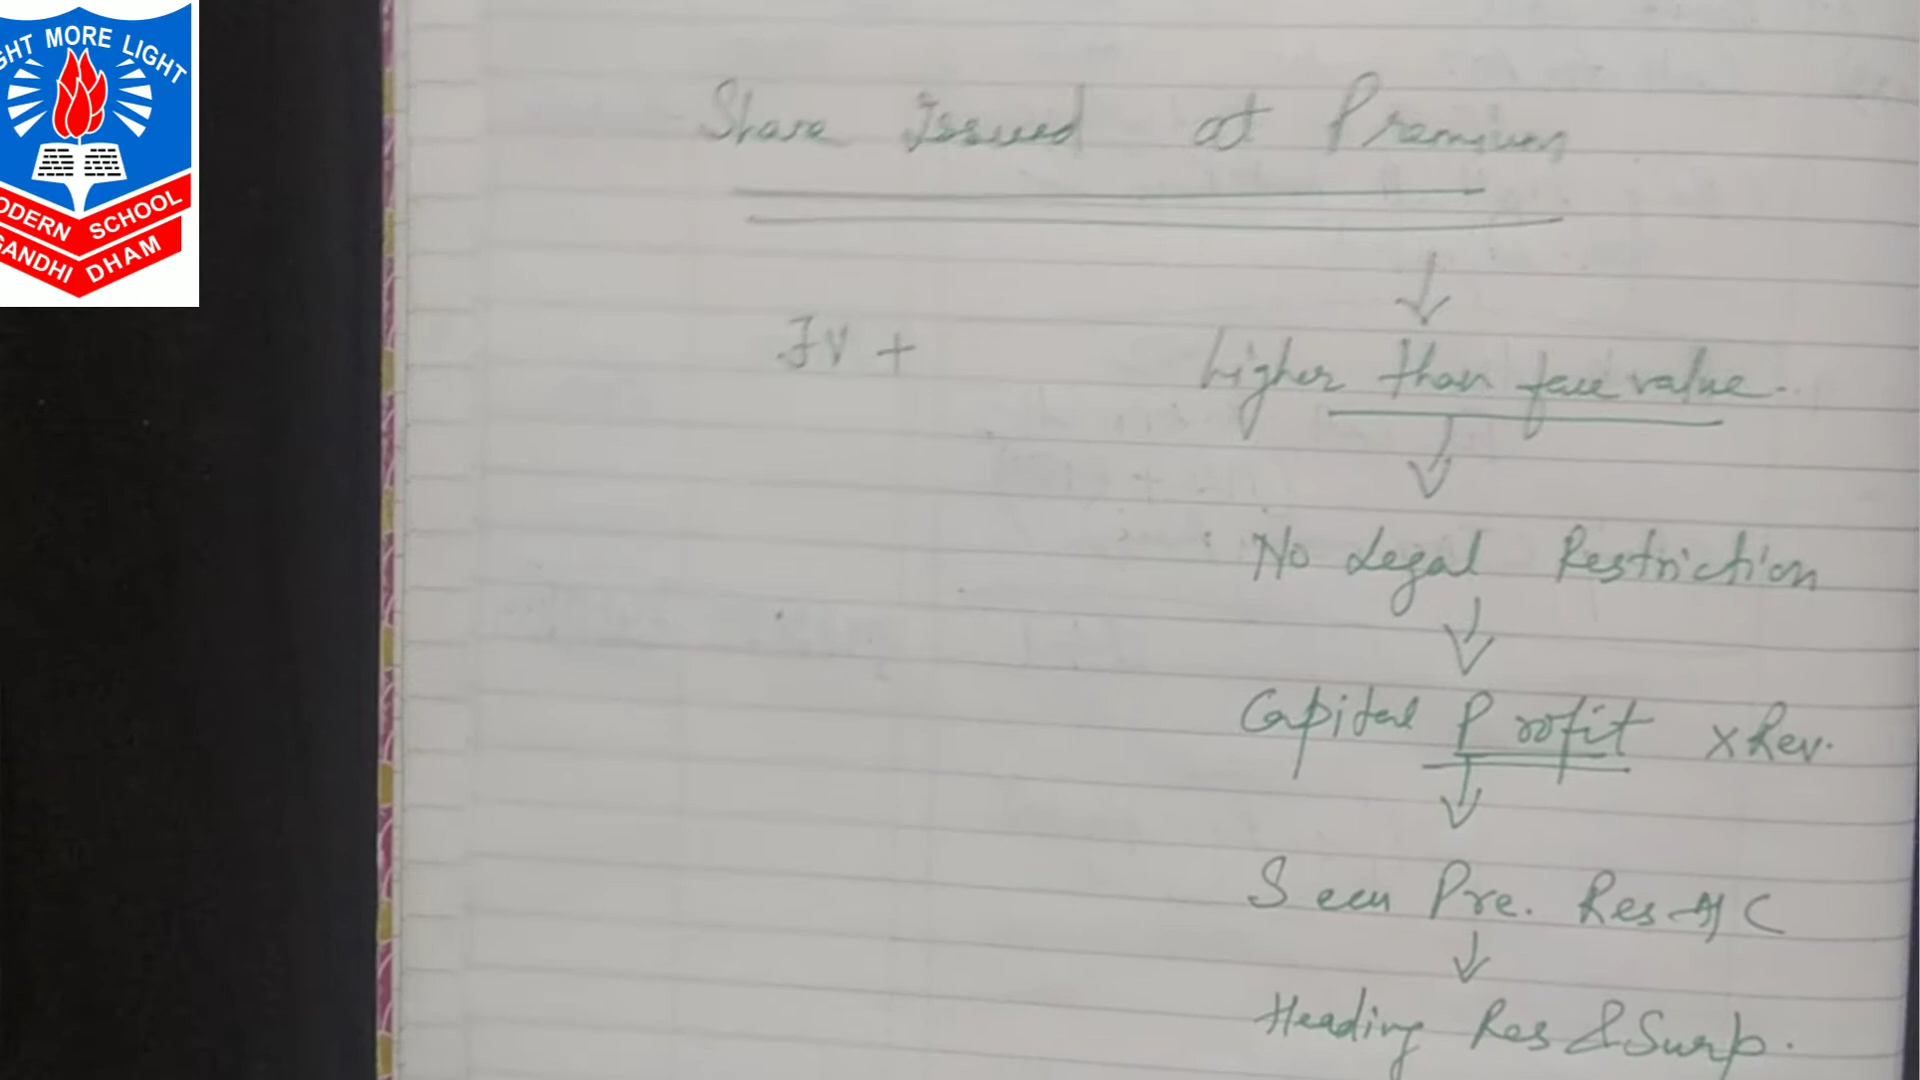 GHT MORE LIGHT
ODERN SCHOOL
GANDHI DHAM
Share Issued at Premium
FV +
higher than face value.
No Legal Restriction
Capital Profit x Rev.
Secu Pre. Res A/C
Heading Res & Surp.